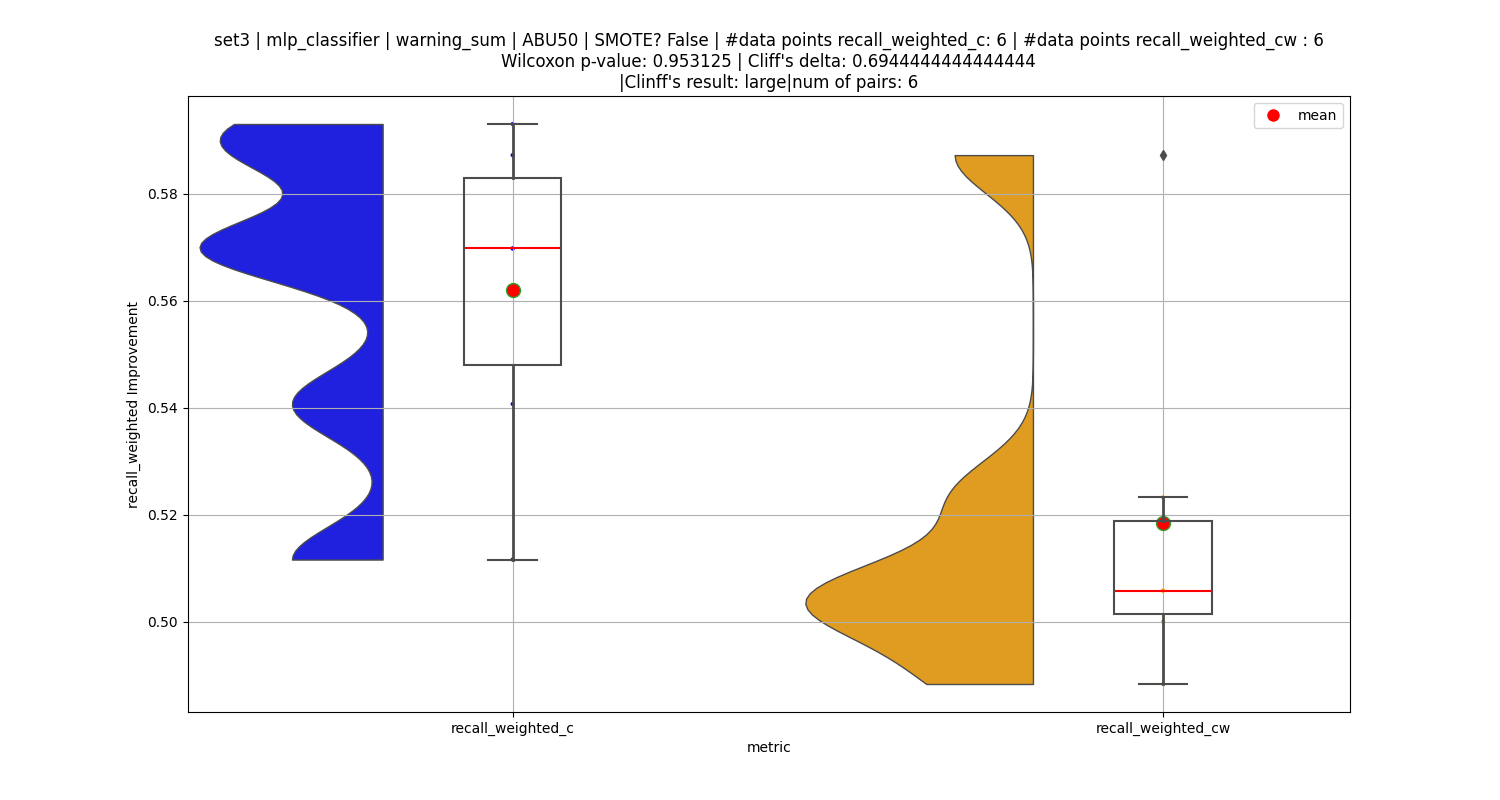 set3 | mlp_classifier | warning_sum | ABU50 | SMOTE? False | #data points recall_weighted_c: 6 | #data points recall_weighted_cw : 6
Wilcoxon p-value: 0.953125 | Cliff's delta: 0.6944444444444444
|Clinff's result: large|num of pairs: 6
mean
0.58
0.56
0.54
0.52
0.50
recall_weighted Improvement
recall_weighted_c
recall_weighted_cw
metric